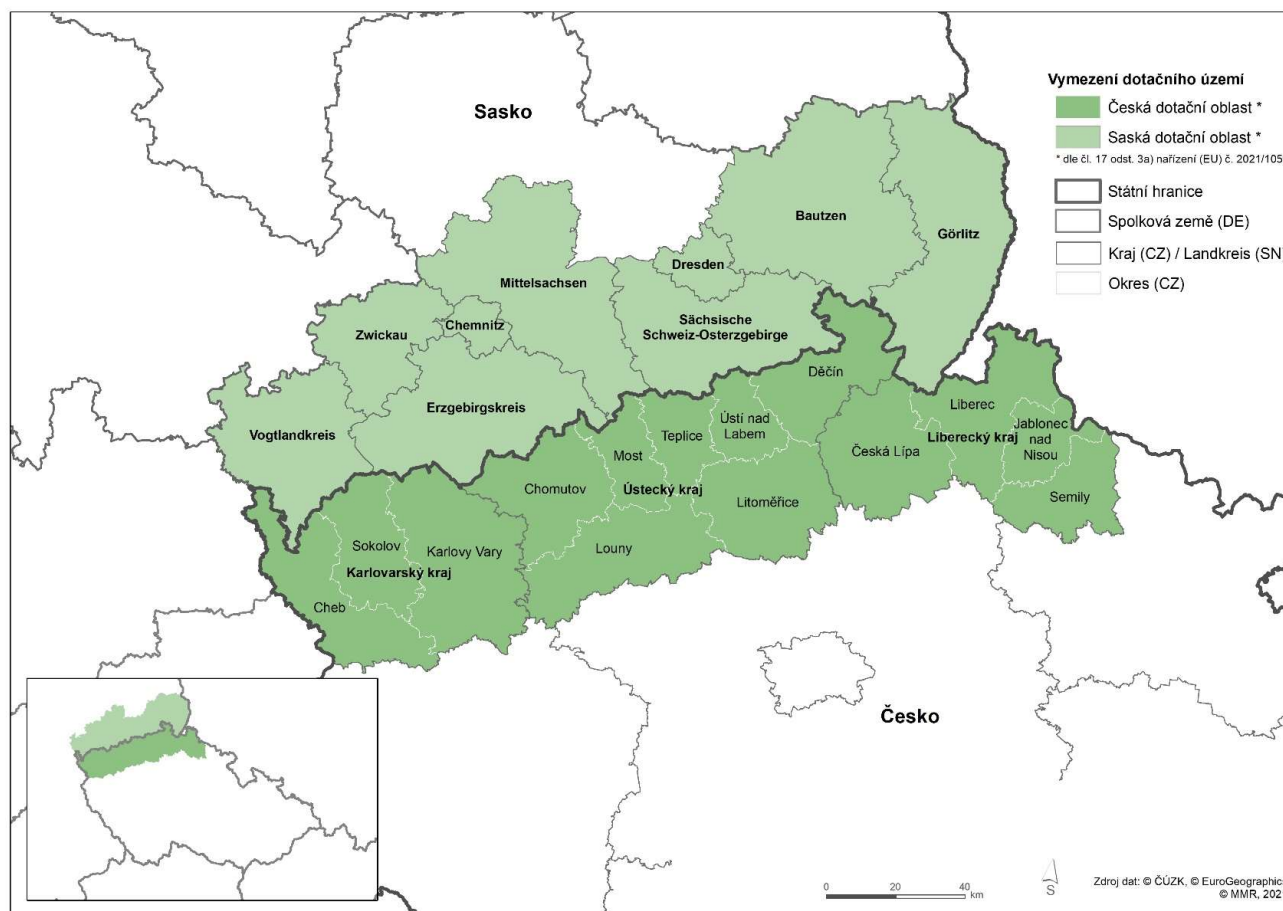 Vymezení dotačního území
Česká dotační oblast *
Saská dotační oblast *
* dle čl. 17 odst. 3a) nařízení (EU) č. 2021/105
Státní hranice
Spolková země (DE)
Kraj (CZ) / Landkreis (SN)
Okres (CZ)
Sasko
Bautzen
Görlitz
Dresden
Mittelsachsen
Sächsische
Schweiz-Osterzgebirge
Chemnitz
Zwickau
Erzgebirgskreis
Vogtlandkreis
Děčín
Liberec
Ústí nad
Labem
Teplice
Jablonec
nad
Nisou
Liberecký kraj
Česká Lípa
Most
Semily
Chomutov
Ústecký kraj
Litoměřice
Louny
Sokolov
Karlovy Vary
Karlovarský kraj
Cheb
Česko
0 20 40
km
S
Zdroj dat: © ČÚZK, © EuroGeographics
© MMR, 202